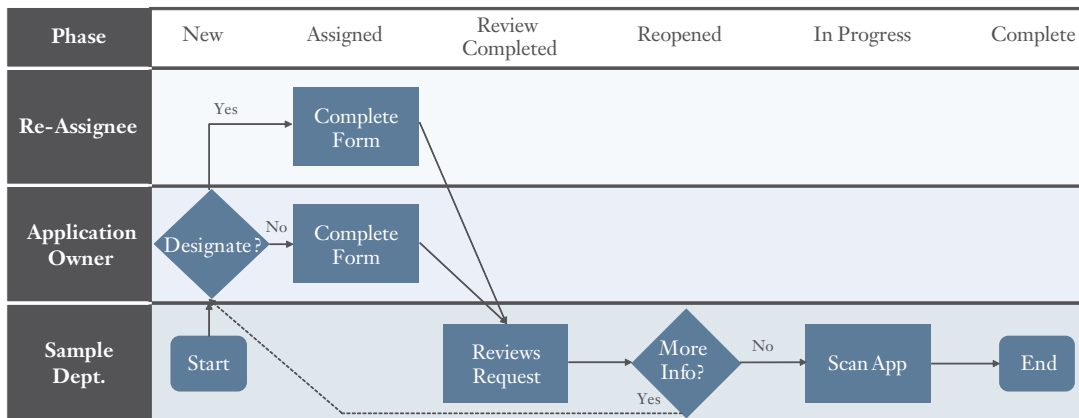 Phase
New
Assigned
Review
Completed
Reopened
In Progress
Complete
Re-Assignee
Yes
Complete
Form
Application
Owner
Designate?
No
Complete
Form
Sample
Dept.
Start
Reviews
Request
More
Info?
No
Scan App
End
Yes